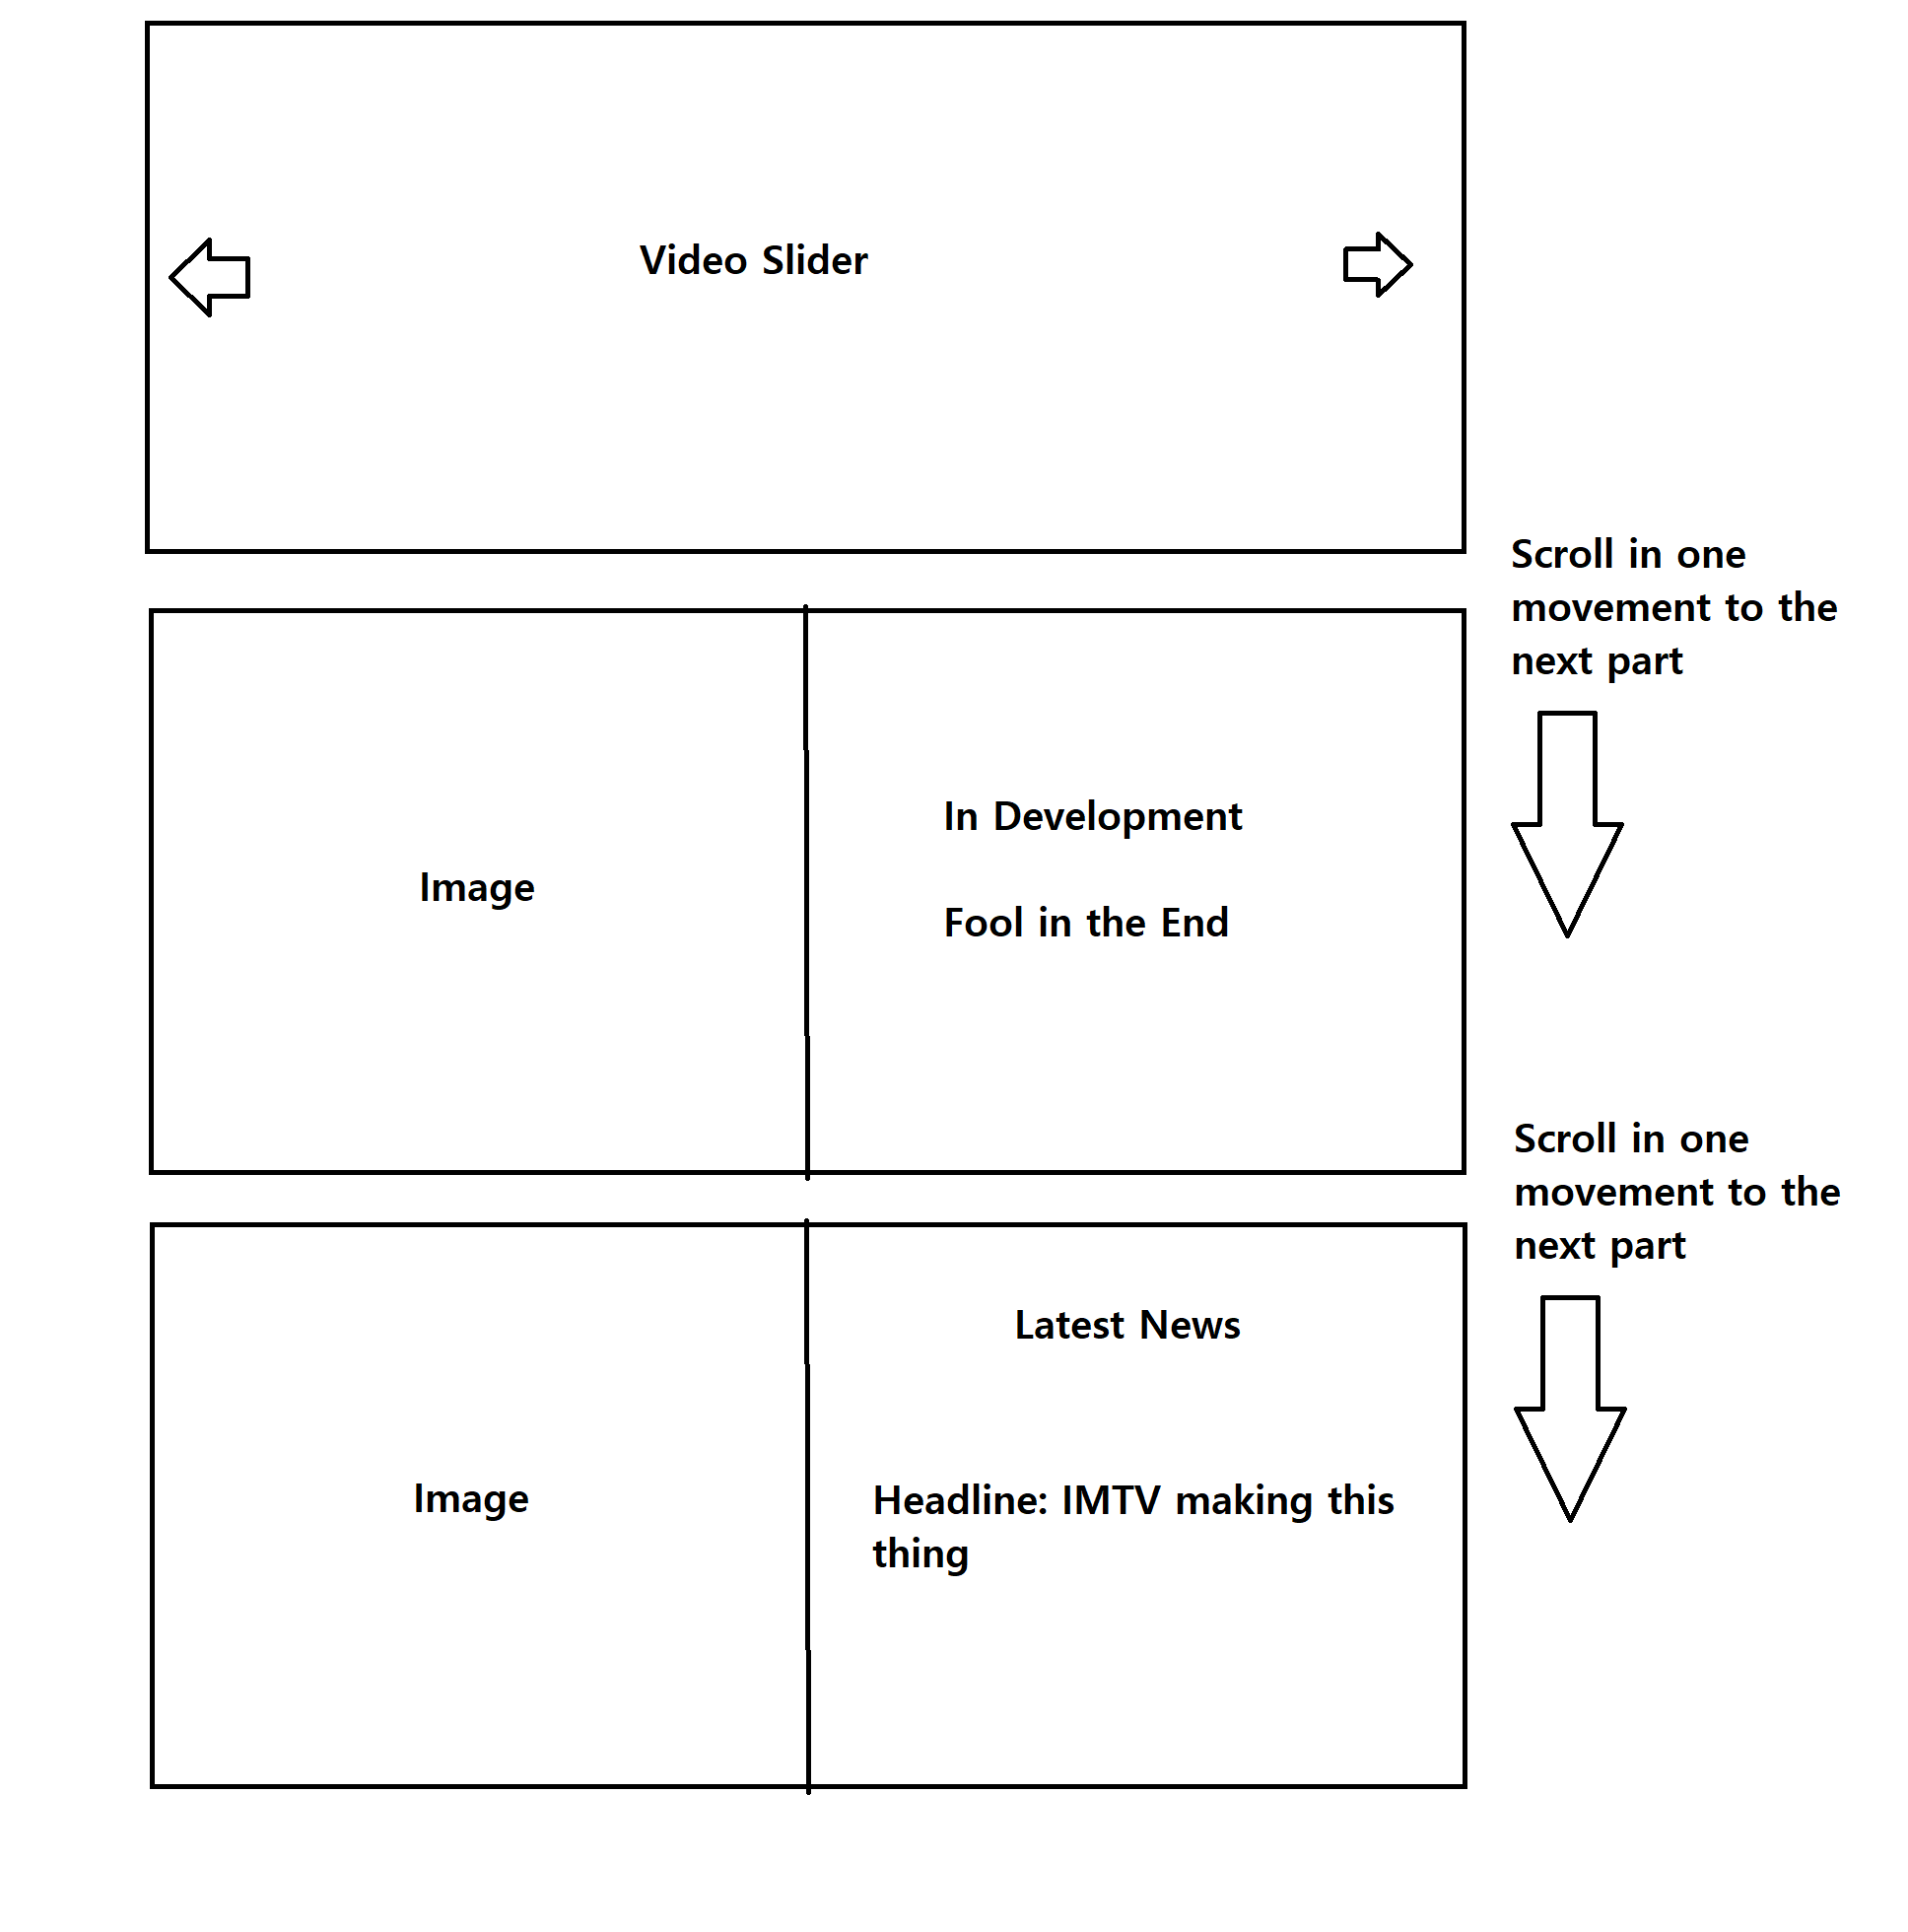 Video Slider
Scroll in one
movement to the
next part
In Development
Image
Fool in the End
Scroll in one
movement to the
next part
Latest News
Image
Headline: IMTV making this
thing